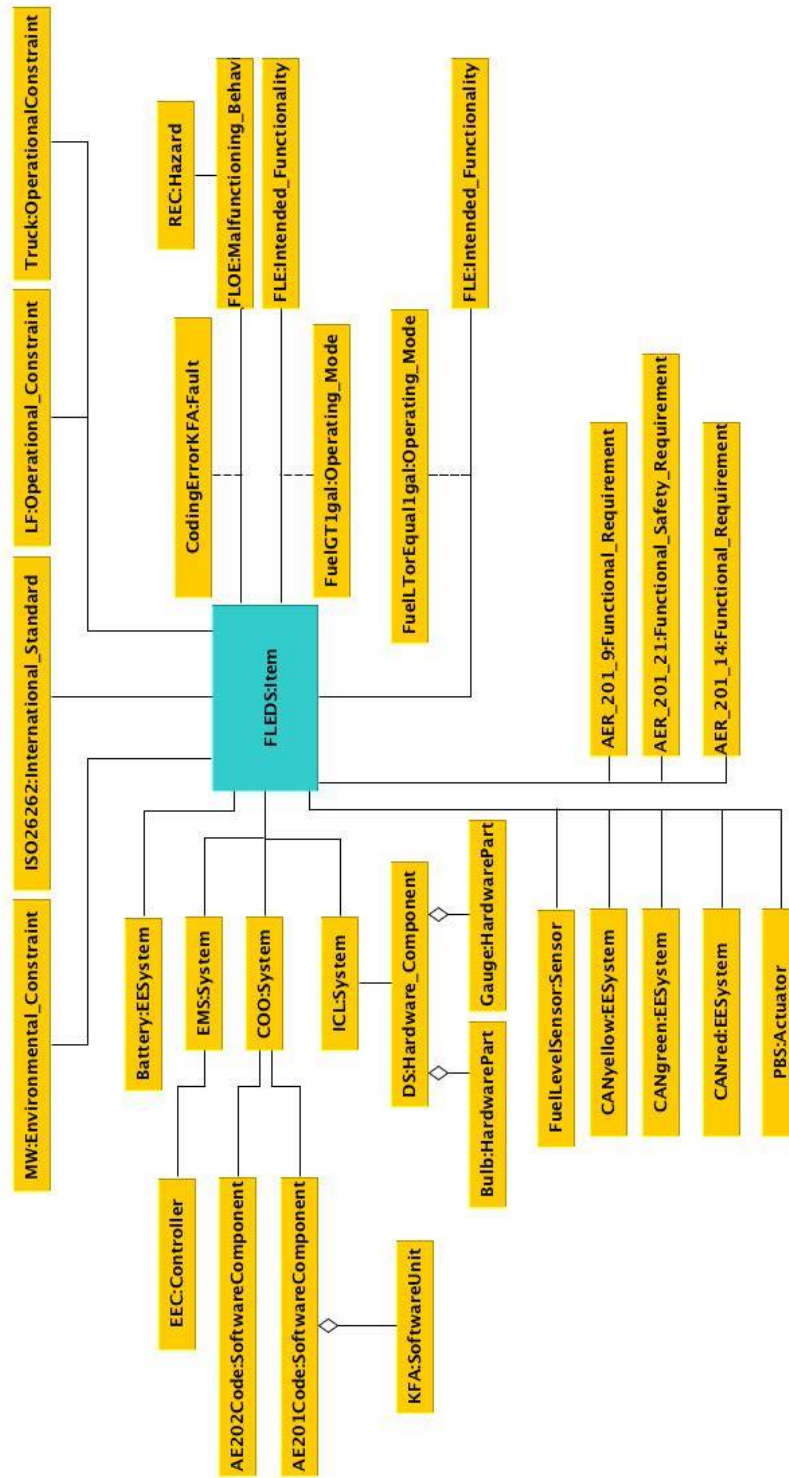 MW:Environmental_Constraint
ISO26262:International_Standard
LF:Operational_Constraint
Truck:OperationalConstraint
Battery:EESystem
EEC:Controller
EMS:System
CodingErrorKFA:Fault
REC:Hazard
AE202Code:SoftwareComponent
COO:System
FLEDS:Item
FLOE:Malfunctioning_Behavi
FLE:Intended_Functionality
AE201Code:SoftwareComponent
ICL:System
FuelGT1gal:Operating_Mode
KFA:SoftwareUnit
DS:Hardware_Component
FuelLTorEqual1gal:Operating_Mode
Bulb:HardwarePart
Gauge:HardwarePart
FLE:Intended_Functionality
FuelLevelSensor:Sensor
AER_201_9:Functional_Requirement
CANyellow:EESystem
CANgreen:EESystem
AER_201_21:Functional_Safety_Requirement
CANred:EESystem
AER_201_14:Functional_Requirement
PBS:Actuator